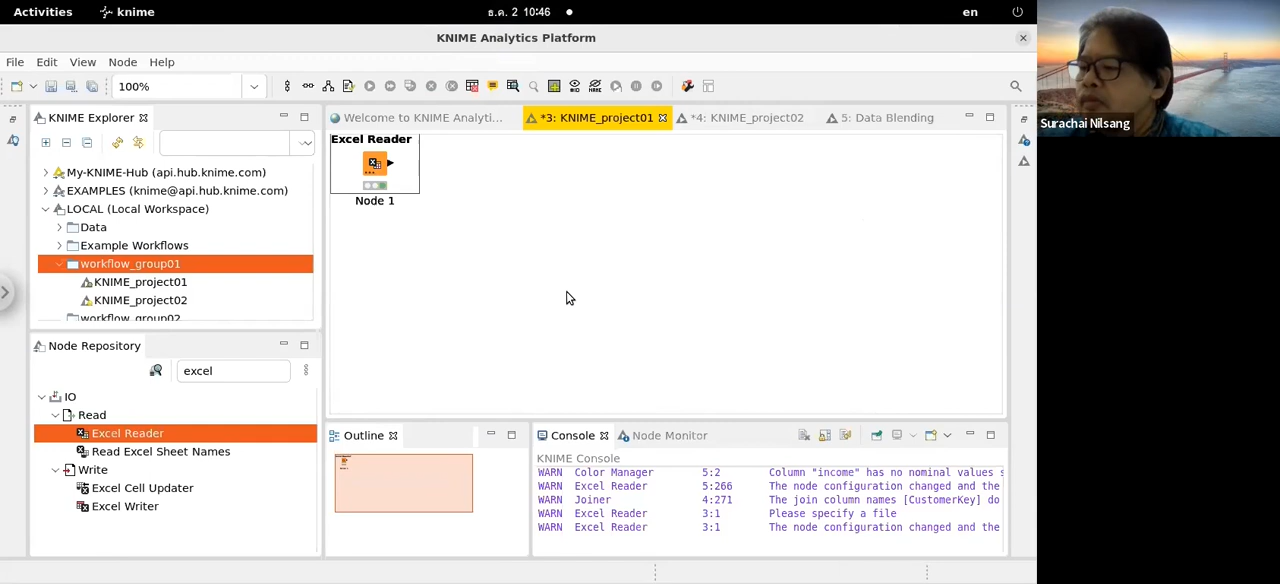 Activities knime ธ.ค. 2 10:46 en
KNIME Analytics Platform
File Edit View Node Help
100%
KNIME Explorer
Welcome to KNIME Analyti...
*3: KNIME_project01
*4: KNIME_project02
5: Data Blending
My-KNIME-Hub (api.hub.knime.com)
EXAMPLES (knime@api.hub.knime.com)
LOCAL (Local Workspace)
Data
Example Workflows
workflow_group01
KNIME_project01
KNIME_project02
workflow_group02
Excel Reader
Node 1
Node Repository
excel
IO
Read
Excel Reader
Read Excel Sheet Names
Write
Excel Cell Updater
Excel Writer
Outline
Console Node Monitor
KNIME Console
WARN Color Manager 5:2 Column "income" has no nominal values s
WARN Excel Reader 5:266 The node configuration changed and the
WARN Joiner 4:271 The join column names [CustomerKey] do
WARN Excel Reader 3:1 Please specify a file
WARN Excel Reader 3:1 The node configuration changed and the
Surachai Nilsang